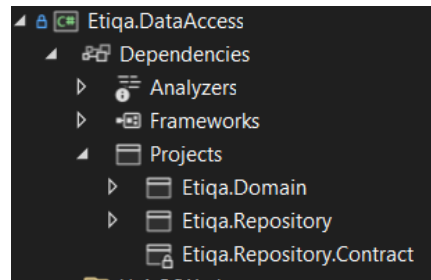 C# Etiqa.DataAccess
Dependencies
Analyzers
Frameworks
Projects
Etiqa.Domain
Etiqa.Repository
Etiqa.Repository.Contract